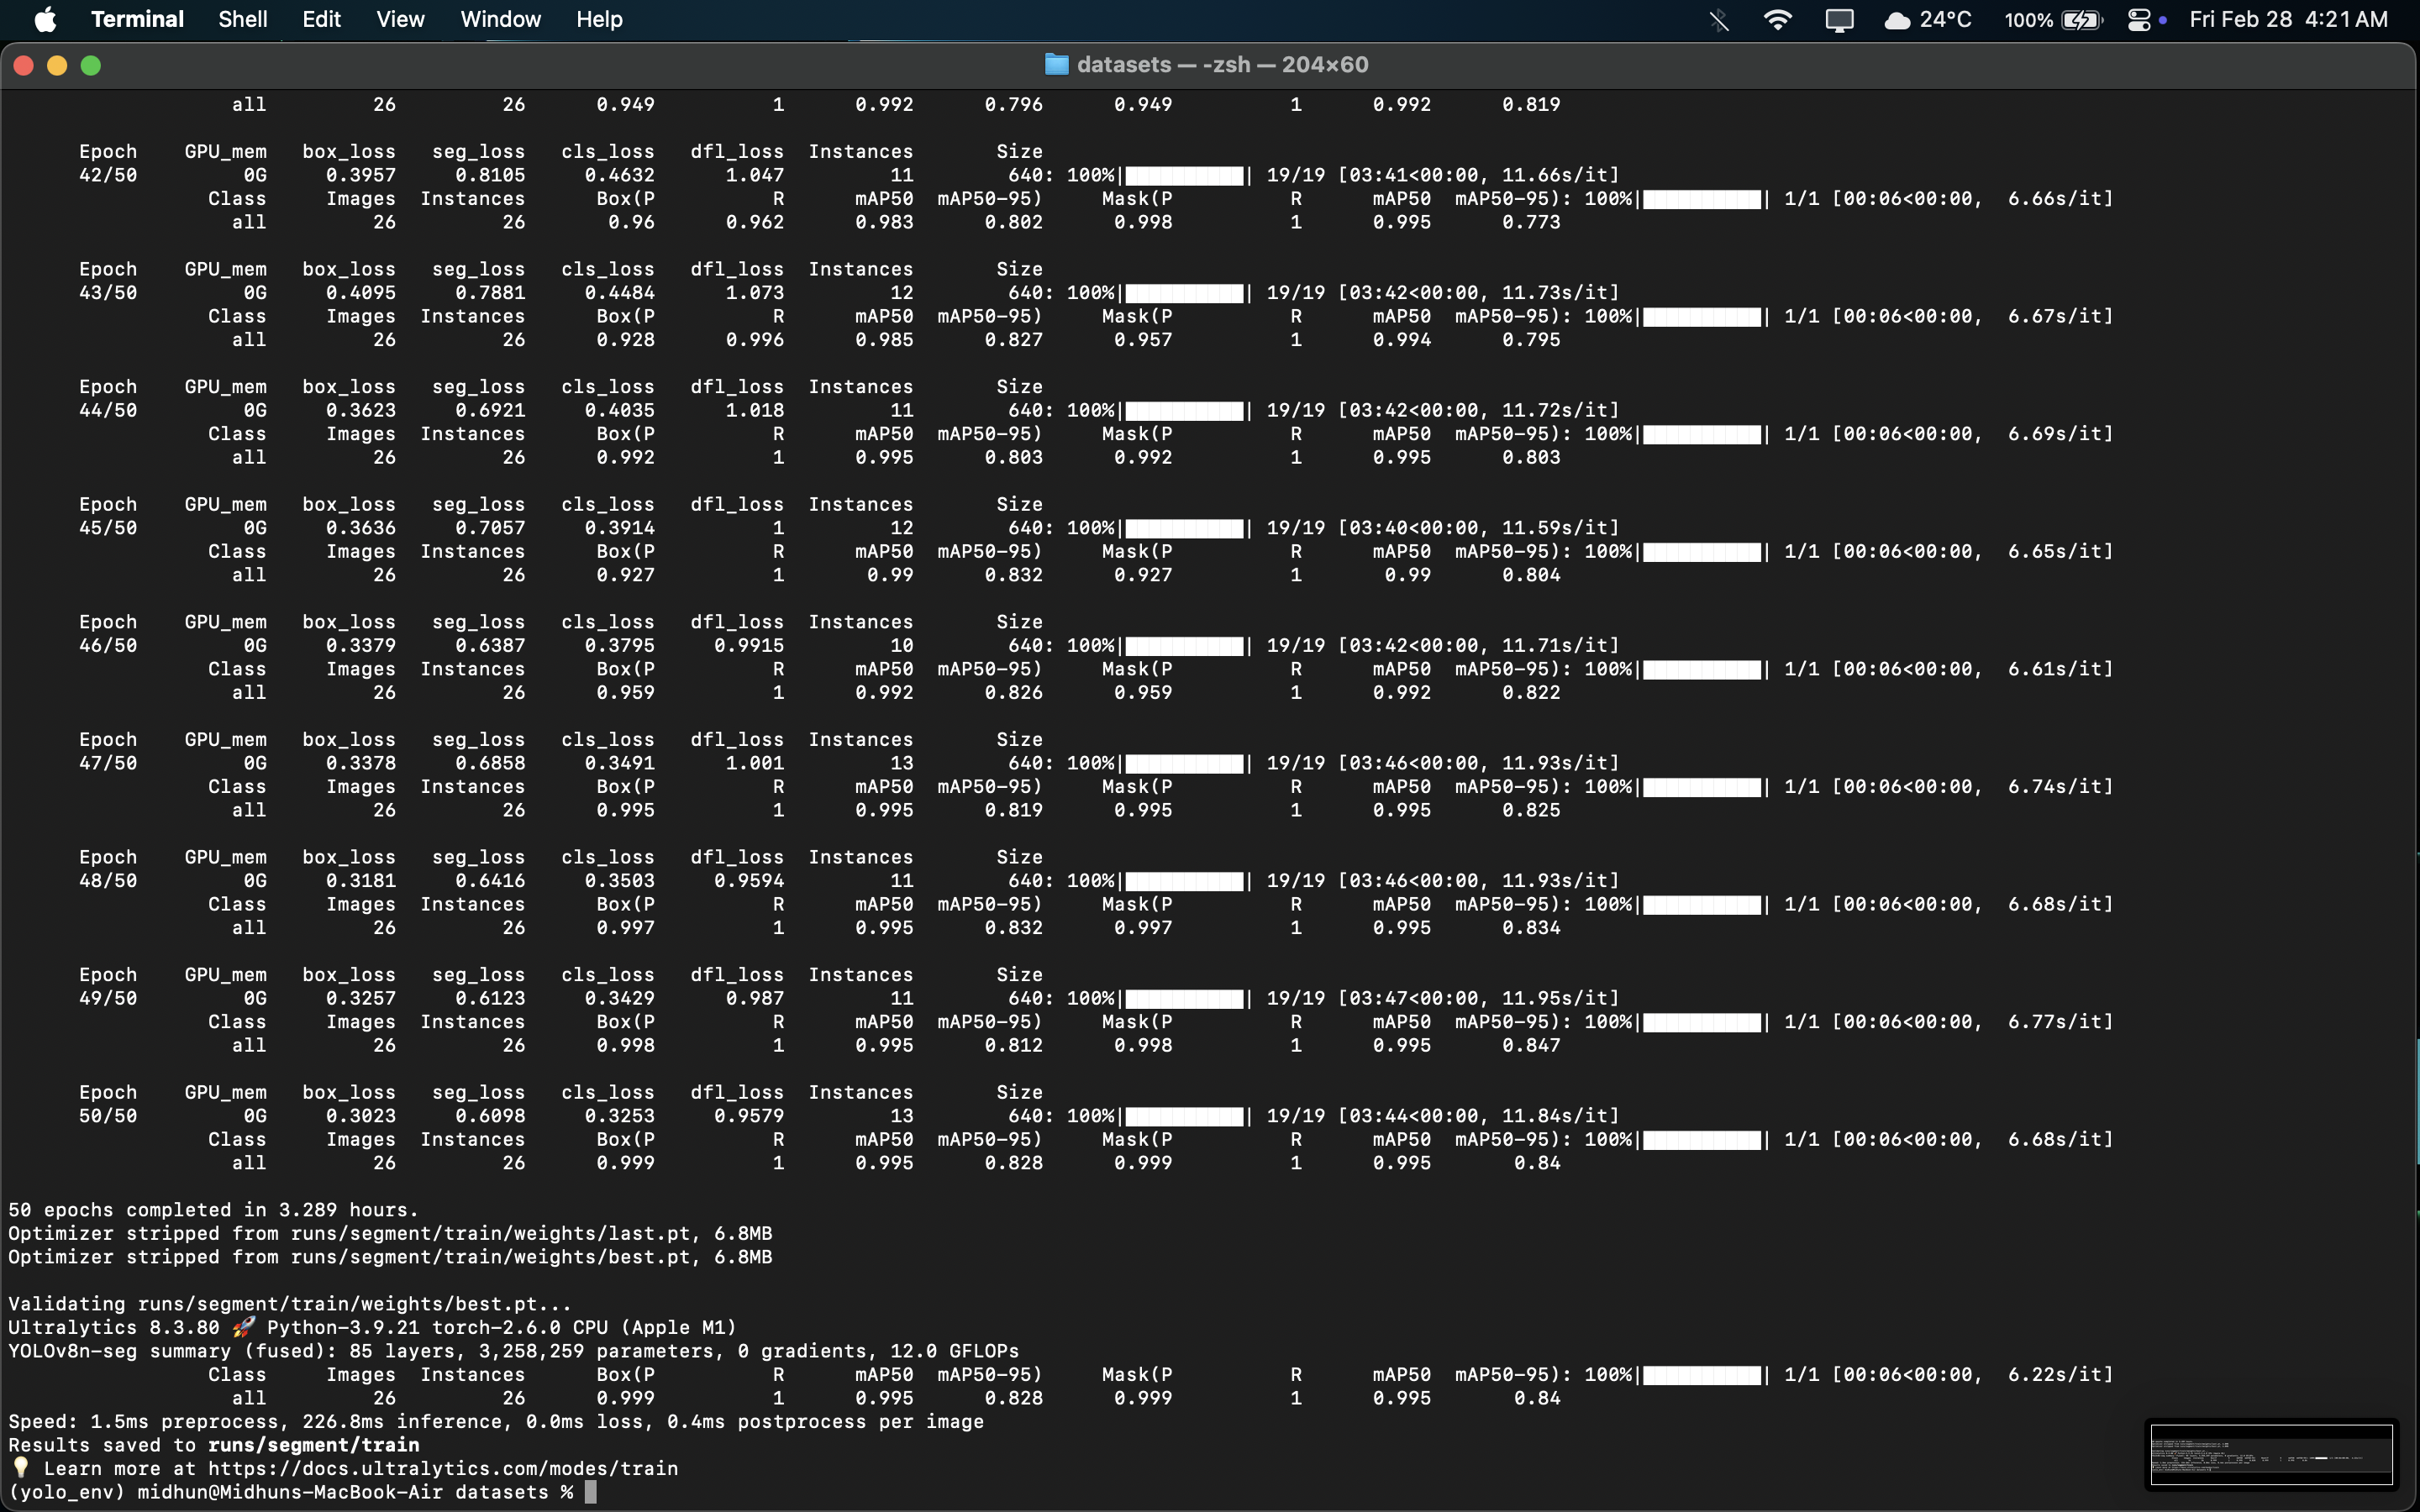 Terminal Shell Edit View Window Help 24°C 100% Fri Feb 28 4:21 AM
datasets — -zsh — 204×60
all 26 26 0.949 1 0.992 0.796 0.949 1 0.992 0.819
Epoch GPU_mem box_loss seg_loss cls_loss dfl_loss Instances Size
42/50 0G 0.3957 0.8105 0.4632 1.047 11 640: 100%|██████████| 19/19 [03:41<00:00, 11.66s/it]
Class Images Instances Box(P R mAP50 mAP50-95) Mask(P R mAP50 mAP50-95): 100%|██████████| 1/1 [00:06<00:00, 6.66s/it]
all 26 26 0.96 0.962 0.983 0.802 0.998 1 0.995 0.773
Epoch GPU_mem box_loss seg_loss cls_loss dfl_loss Instances Size
43/50 0G 0.4095 0.7881 0.4484 1.073 12 640: 100%|██████████| 19/19 [03:42<00:00, 11.73s/it]
Class Images Instances Box(P R mAP50 mAP50-95) Mask(P R mAP50 mAP50-95): 100%|██████████| 1/1 [00:06<00:00, 6.67s/it]
all 26 26 0.928 0.996 0.985 0.827 0.957 1 0.994 0.795
Epoch GPU_mem box_loss seg_loss cls_loss dfl_loss Instances Size
44/50 0G 0.3623 0.6921 0.4035 1.018 11 640: 100%|██████████| 19/19 [03:42<00:00, 11.72s/it]
Class Images Instances Box(P R mAP50 mAP50-95) Mask(P R mAP50 mAP50-95): 100%|██████████| 1/1 [00:06<00:00, 6.69s/it]
all 26 26 0.992 1 0.995 0.803 0.992 1 0.995 0.803
Epoch GPU_mem box_loss seg_loss cls_loss dfl_loss Instances Size
45/50 0G 0.3636 0.7057 0.3914 1 12 640: 100%|██████████| 19/19 [03:40<00:00, 11.59s/it]
Class Images Instances Box(P R mAP50 mAP50-95) Mask(P R mAP50 mAP50-95): 100%|██████████| 1/1 [00:06<00:00, 6.65s/it]
all 26 26 0.927 1 0.99 0.832 0.927 1 0.99 0.804
Epoch GPU_mem box_loss seg_loss cls_loss dfl_loss Instances Size
46/50 0G 0.3379 0.6387 0.3795 0.9915 10 640: 100%|██████████| 19/19 [03:42<00:00, 11.71s/it]
Class Images Instances Box(P R mAP50 mAP50-95) Mask(P R mAP50 mAP50-95): 100%|██████████| 1/1 [00:06<00:00, 6.61s/it]
all 26 26 0.959 1 0.992 0.826 0.959 1 0.992 0.822
Epoch GPU_mem box_loss seg_loss cls_loss dfl_loss Instances Size
47/50 0G 0.3378 0.6858 0.3491 1.001 13 640: 100%|██████████| 19/19 [03:46<00:00, 11.93s/it]
Class Images Instances Box(P R mAP50 mAP50-95) Mask(P R mAP50 mAP50-95): 100%|██████████| 1/1 [00:06<00:00, 6.74s/it]
all 26 26 0.995 1 0.995 0.819 0.995 1 0.995 0.825
Epoch GPU_mem box_loss seg_loss cls_loss dfl_loss Instances Size
48/50 0G 0.3181 0.6416 0.3503 0.9594 11 640: 100%|██████████| 19/19 [03:46<00:00, 11.93s/it]
Class Images Instances Box(P R mAP50 mAP50-95) Mask(P R mAP50 mAP50-95): 100%|██████████| 1/1 [00:06<00:00, 6.68s/it]
all 26 26 0.997 1 0.995 0.832 0.997 1 0.995 0.834
Epoch GPU_mem box_loss seg_loss cls_loss dfl_loss Instances Size
49/50 0G 0.3257 0.6123 0.3429 0.987 11 640: 100%|██████████| 19/19 [03:47<00:00, 11.95s/it]
Class Images Instances Box(P R mAP50 mAP50-95) Mask(P R mAP50 mAP50-95): 100%|██████████| 1/1 [00:06<00:00, 6.77s/it]
all 26 26 0.998 1 0.995 0.812 0.998 1 0.995 0.847
Epoch GPU_mem box_loss seg_loss cls_loss dfl_loss Instances Size
50/50 0G 0.3023 0.6098 0.3253 0.9579 13 640: 100%|██████████| 19/19 [03:44<00:00, 11.84s/it]
Class Images Instances Box(P R mAP50 mAP50-95) Mask(P R mAP50 mAP50-95): 100%|██████████| 1/1 [00:06<00:00, 6.68s/it]
all 26 26 0.999 1 0.995 0.828 0.999 1 0.995 0.84
50 epochs completed in 3.289 hours.
Optimizer stripped from runs/segment/train/weights/last.pt, 6.8MB
Optimizer stripped from runs/segment/train/weights/best.pt, 6.8MB
Validating runs/segment/train/weights/best.pt...
Ultralytics 8.3.80 🚀 Python-3.9.21 torch-2.6.0 CPU (Apple M1)
YOLOv8n-seg summary (fused): 85 layers, 3,258,259 parameters, 0 gradients, 12.0 GFLOPs
Class Images Instances Box(P R mAP50 mAP50-95) Mask(P R mAP50 mAP50-95): 100%|██████████| 1/1 [00:06<00:00, 6.22s/it]
all 26 26 0.999 1 0.995 0.828 0.999 1 0.995 0.84
Speed: 1.5ms preprocess, 226.8ms inference, 0.0ms loss, 0.4ms postprocess per image
Results saved to runs/segment/train
💡 Learn more at https://docs.ultralytics.com/modes/train
(yolo_env) midhun@Midhuns-MacBook-Air datasets %